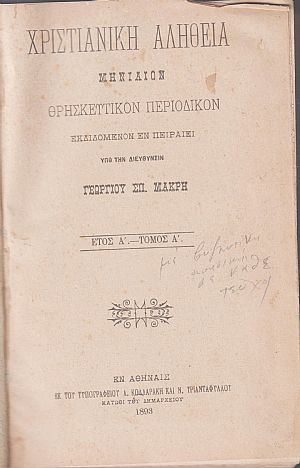 ΧΡΙΣΤΙΑΝΙΚΗ ΑΛΗΘΕΙΑ
ΜΗΝΙΑΙΟΝ
ΘΡΗΣΚΕΥΤΙΚΟΝ ΠΕΡΙΟΔΙΚΟΝ
ΕΚΔΙΔΟΜΕΝΟΝ ΕΝ ΠΕΙΡΑΙΕΙ
ΥΠΟ ΤΗΝ ΔΙΕΥΘΥΝΣΙΝ
ΓΕΩΡΓΙΟΥ ΣΠ. ΜΑΚΡΗ
ΕΤΟΣ Α΄.—ΤΟΜΟΣ Α΄.
ΕΝ ΑΘΗΝΑΙΣ
ΕΚ ΤΟΥ ΤΥΠΟΓΡΑΦΕΙΟΥ Α. ΚΟΛΛΑΡΑΚΗ ΚΑΙ Ν. ΤΡΙΑΝΤΑΦΥΛΛΟΥ
ΚΑΤΩΘΙ ΤΟΥ ΔΗΜΑΡΧΕΙΟΥ
1893